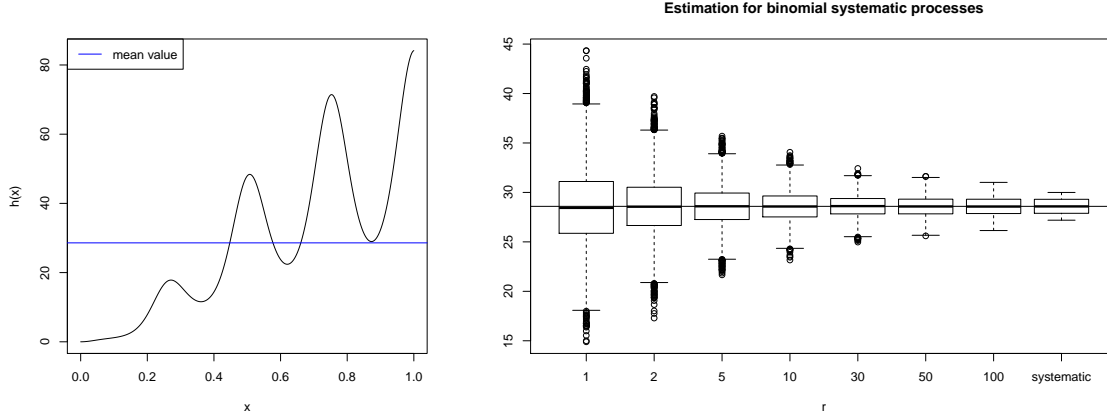 mean value
h(x)
80
60
40
20
0
0.0 0.2 0.4 0.6 0.8 1.0
x
Estimation for binomial systematic processes
45
40
35
30
25
20
15
1 2 5 10 30 50 100 systematic
r